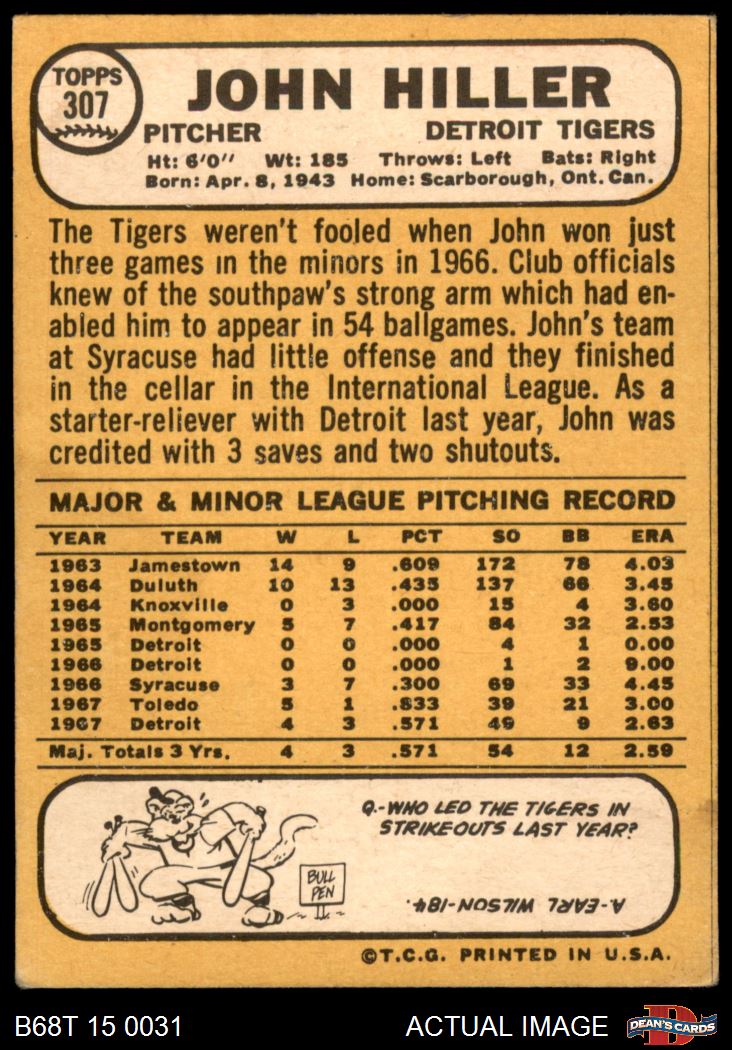 TOPPS
307
JOHN HILLER
PITCHER DETROIT TIGERS
Ht: 6'0" Wt: 185 Throws: Left Bats: Right
Born: Apr. 8, 1943 Home: Scarborough, Ont. Can.
The Tigers weren't fooled when John won just
three games in the minors in 1966. Club officials
knew of the southpaw's strong arm which had en-
abled him to appear in 54 ballgames. John's team
at Syracuse had little offense and they finished
in the cellar in the International League. As a
starter-reliever with Detroit last year, John was
credited with 3 saves and two shutouts.
MAJOR & MINOR LEAGUE PITCHING RECORD
YEAR TEAM W L PCT SO BB ERA
1963 Jamestown 14 9 .609 172 78 4.03
1964 Duluth 10 13 .435 137 66 3.45
1964 Knoxville 0 3 .000 15 4 3.60
1965 Montgomery 5 7 .417 84 32 2.53
1965 Detroit 0 0 .000 4 1 0.00
1966 Detroit 0 0 .000 1 2 9.00
1966 Syracuse 3 7 .300 69 33 4.45
1967 Toledo 5 1 .833 39 21 3.00
1967 Detroit 4 3 .571 49 9 2.63
Maj. Totals 3 Yrs. 4 3 .571 54 12 2.59
Q.-WHO LED THE TIGERS IN
STRIKEOUTS LAST YEAR?
BULL
PEN
A-EARL WILSON-184.
©T.C.G. PRINTED IN U.S.A.
B68T 15 0031 ACTUAL IMAGE D DEAN'S CARDS